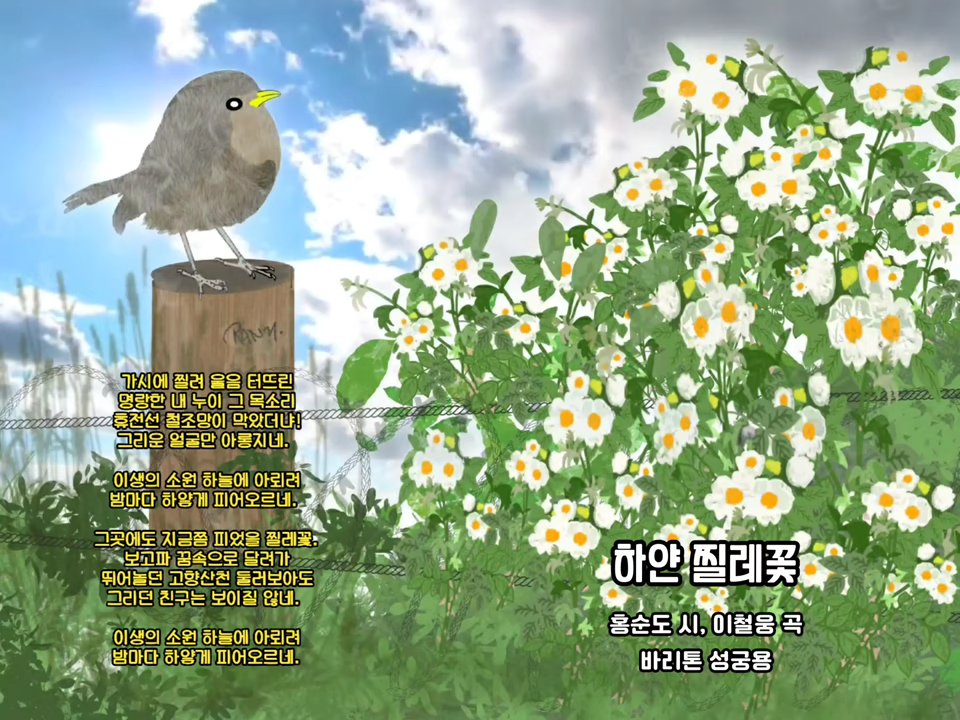 가시에 찔려 울음 터뜨린
명랑한 내 누이 그 목소리
휴전선 철조망이 막았더냐!
그리운 얼굴만 아롱지네.
이생의 소원 하늘에 아뢰려
밤마다 하얗게 피어오르네.
그곳에도 지금쯤 피었을 찔레꽃.
보고파 꿈속으로 달려가
뛰어놀던 고향산천 둘러보아도
그리던 친구는 보이질 않네.
이생의 소원 하늘에 아뢰려
밤마다 하얗게 피어오르네.
하얀 찔레꽃
홍순도 시, 이철웅 곡
바리톤 성궁용